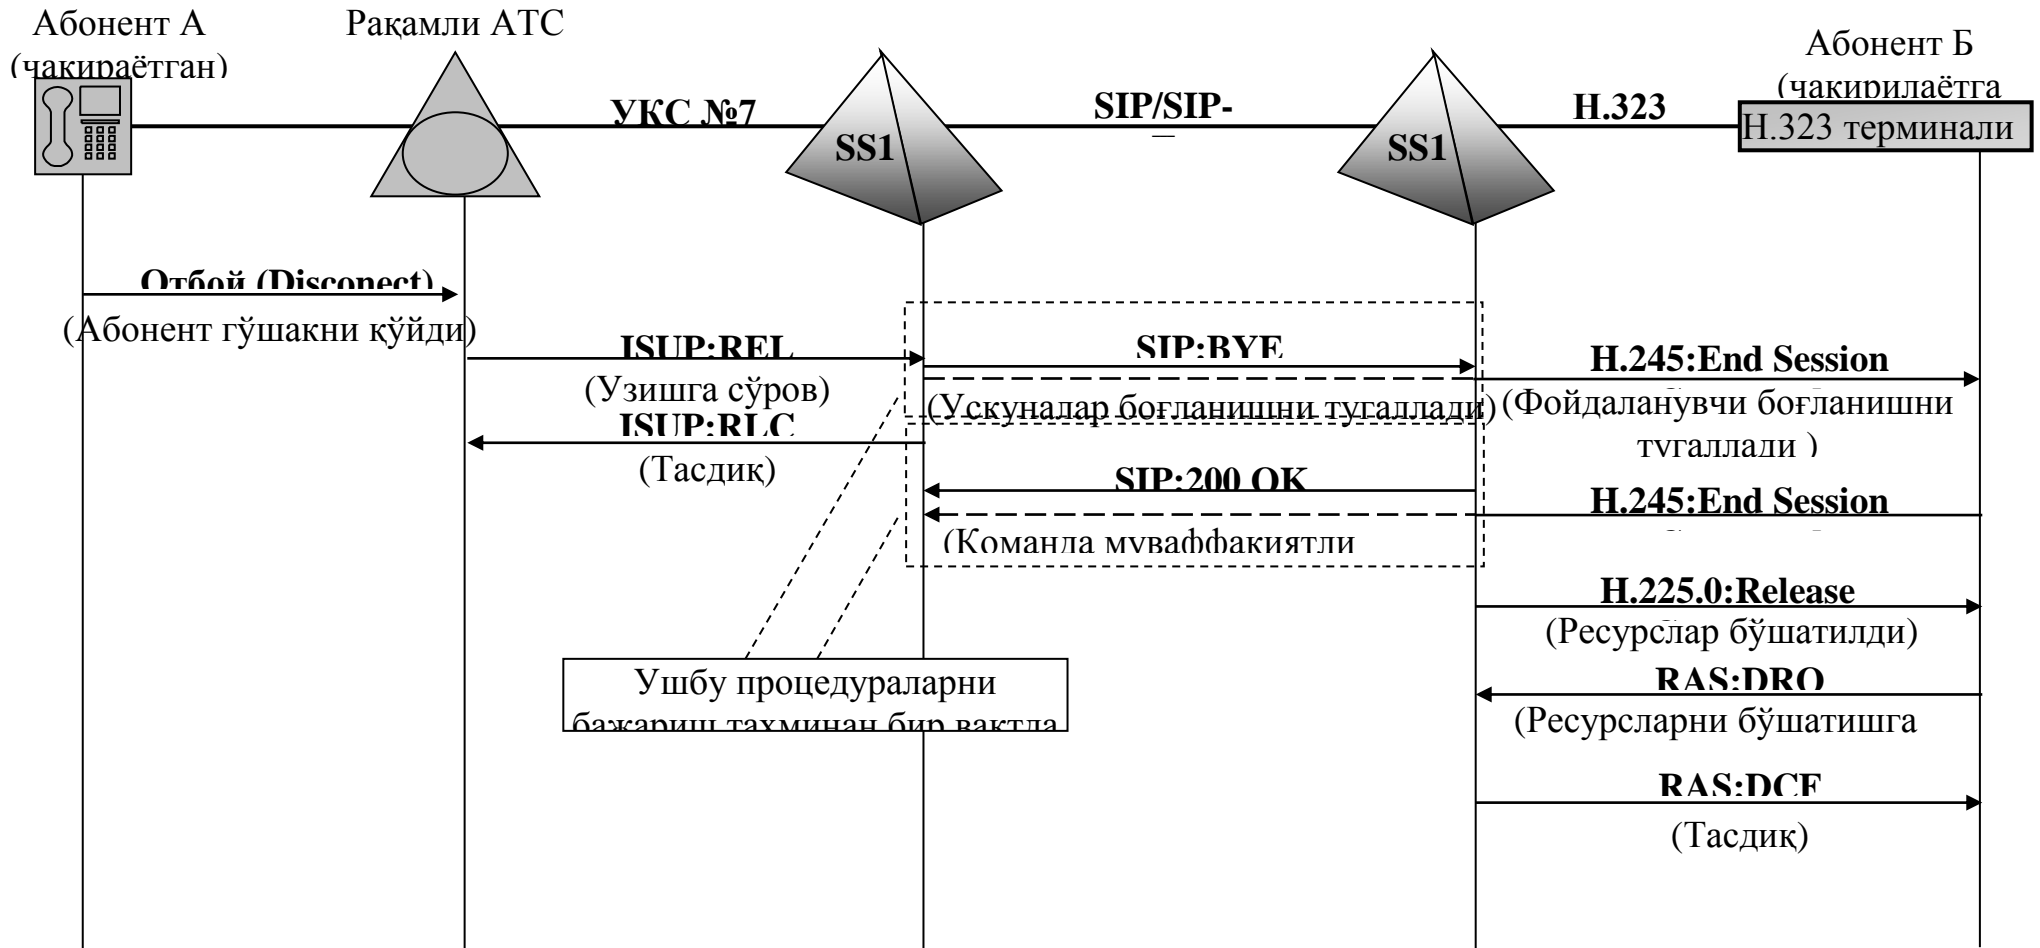 Абонент А
(чакираётган)
Рақамли АТС
Абонент Б
(чакирилаётга
УКС №7
SIP/SIP-
H.323
H.323 терминали
SS1
SS1
Отбой (Disconect)
(Абонент гўшакни қўйди)
ISUP:REL
(Узишга сўров)
SIP:BYE
(Ускуналар боғланишни тугаллади)
H.245:End Session
(Фойдаланувчи боғланишни
тугаллади )
ISUP:RLC
(Тасдиқ)
SIP:200 OK
(Команда муваффакиятли
H.245:End Session
H.225.0:Release
(Ресурслар бўшатилди)
RAS:DRQ
(Ресурсларни бўшатишга
RAS:DCF
(Тасдиқ)
Ушбу процедураларни
бажариш тахминан бир вактда